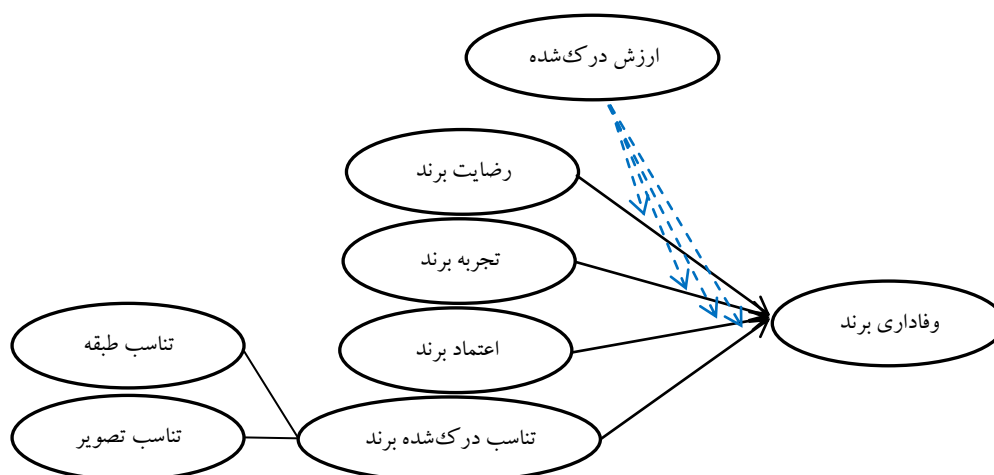 ارزش درک‌شده
رضایت برند
تجربه برند
وفاداری برند
اعتماد برند
تناسب طبقه
تناسب درک‌شده برند
تناسب تصویر